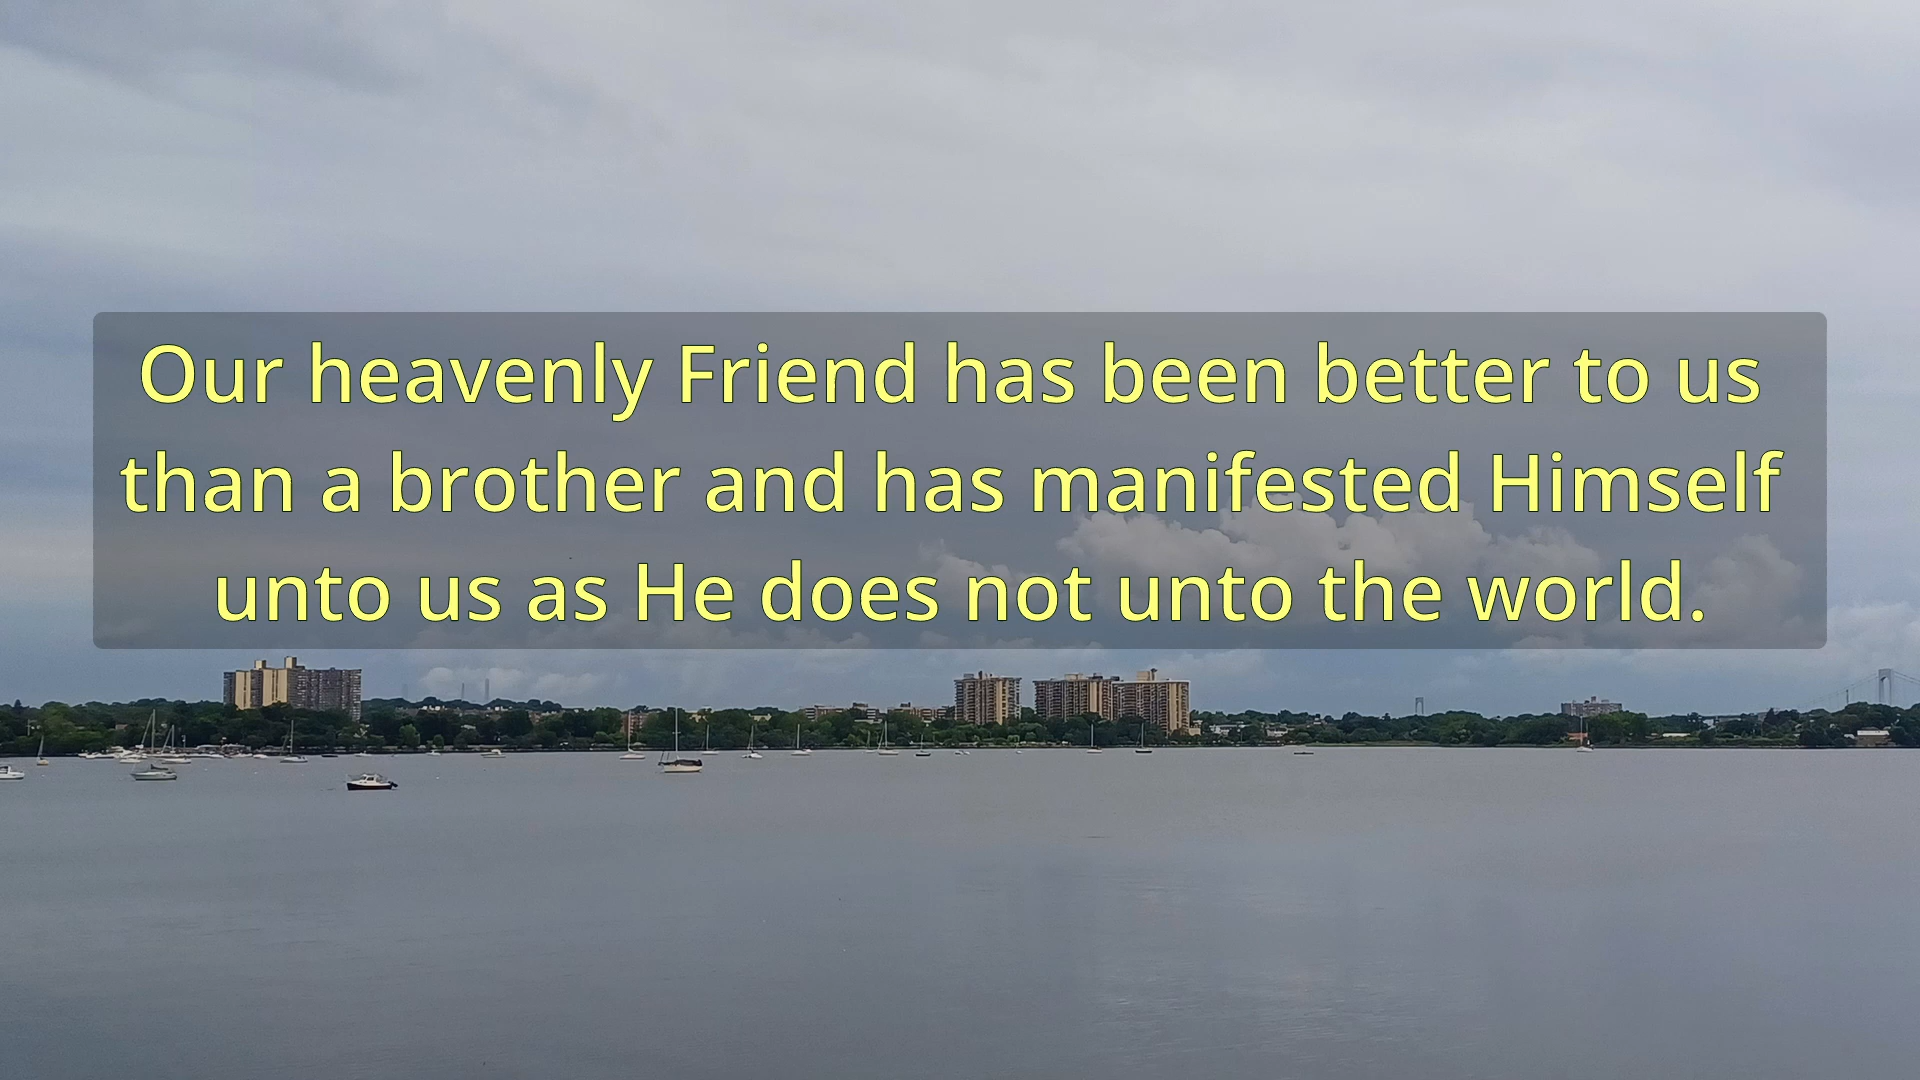 Our heavenly Friend has been better to us
than a brother and has manifested Himself
unto us as He does not unto the world.